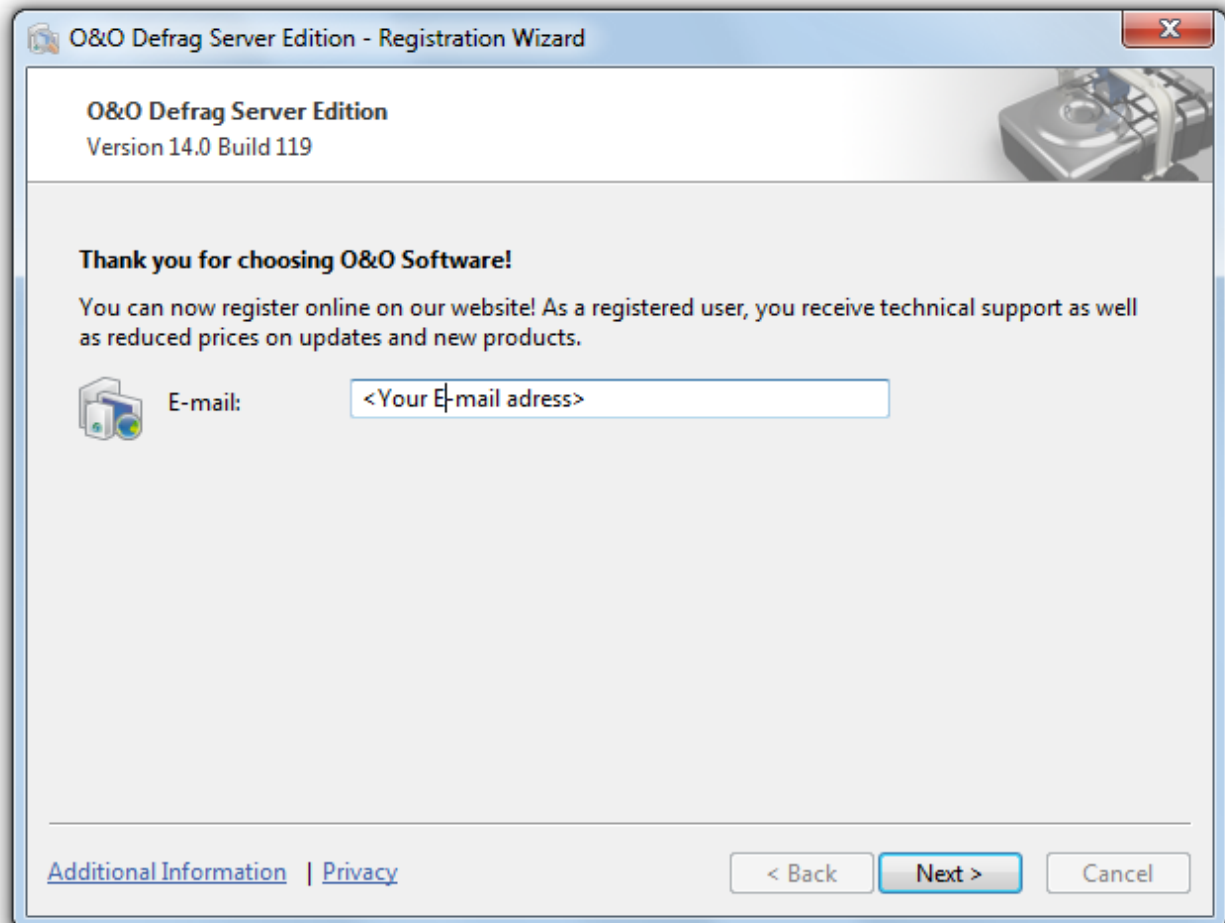 O&O Defrag Server Edition - Registration Wizard
O&O Defrag Server Edition
Version 14.0 Build 119
Thank you for choosing O&O Software!
You can now register online on our website! As a registered user, you receive technical support as well
as reduced prices on updates and new products.
E-mail: <Your E-mail adress>
Additional Information | Privacy < Back Next > Cancel